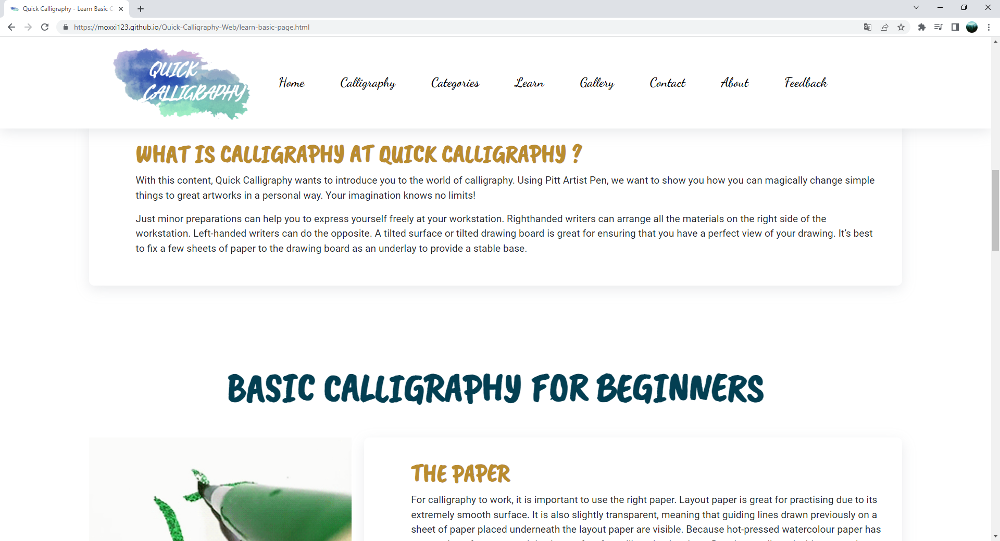 Quick Calligraphy - Learn Basic C
https://moxxi123.github.io/Quick-Calligraphy-Web/learn-basic-page.html
QUICK
CALLIGRAPHY
Home Calligraphy Categories Learn Gallery Contact About Feedback
WHAT IS CALLIGRAPHY AT QUICK CALLIGRAPHY ?
With this content, Quick Calligraphy wants to introduce you to the world of calligraphy. Using Pitt Artist Pen, we want to show you how you can magically change simple
things to great artworks in a personal way. Your imagination knows no limits!
Just minor preparations can help you to express yourself freely at your workstation. Righthanded writers can arrange all the materials on the right side of the
workstation. Left-handed writers can do the opposite. A tilted surface or tilted drawing board is great for ensuring that you have a perfect view of your drawing. It’s best
to fix a few sheets of paper to the drawing board as an underlay to provide a stable base.
BASIC CALLIGRAPHY FOR BEGINNERS
THE PAPER
For calligraphy to work, it is important to use the right paper. Layout paper is great for practising due to its
extremely smooth surface. It is also slightly transparent, meaning that guiding lines drawn previously on a
sheet of paper placed underneath the layout paper are visible. Because hot-pressed watercolour paper has